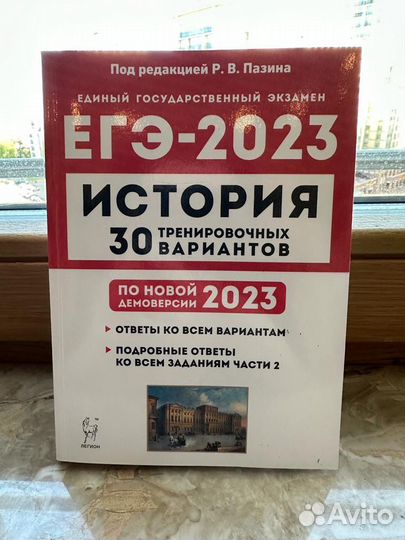 Под редакцией Р. В. Пазина
ЕДИНЫЙ ГОСУДАРСТВЕННЫЙ ЭКЗАМЕН
ЕГЭ-2023
ИСТОРИЯ
30 ТРЕНИРОВОЧНЫХ
ВАРИАНТОВ
ПО НОВОЙ
ДЕМОВЕРСИИ 2023
ОТВЕТЫ КО ВСЕМ ВАРИАНТАМ
ПОДРОБНЫЕ ОТВЕТЫ
КО ВСЕМ ЗАДАНИЯМ ЧАСТИ 2
ЛЕГИОН
Avito